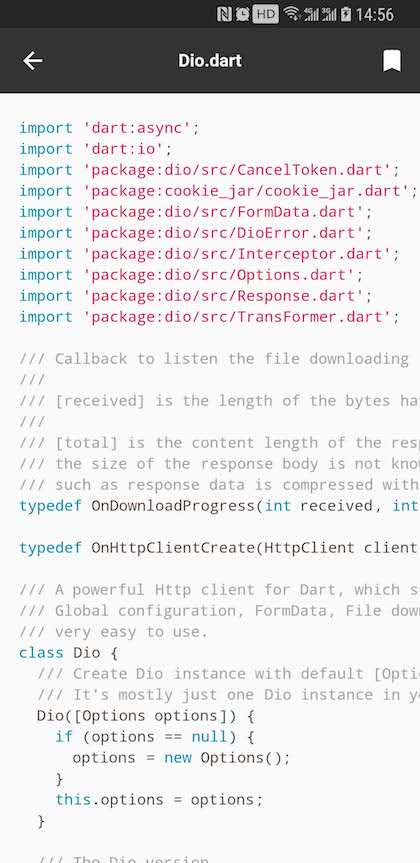 HD 4G 3G 14:56
Dio.dart
import 'dart:async';
import 'dart:io';
import 'package:dio/src/CancelToken.dart';
import 'package:cookie_jar/cookie_jar.dart';
import 'package:dio/src/FormData.dart';
import 'package:dio/src/DioError.dart';
import 'package:dio/src/Interceptor.dart';
import 'package:dio/src/Options.dart';
import 'package:dio/src/Response.dart';
import 'package:dio/src/TransFormer.dart';
/// Callback to listen the file downloading
///
/// [received] is the length of the bytes ha
///
/// [total] is the content length of the res
/// the size of the response body is not kno
/// such as response data is compressed with
typedef OnDownloadProgress(int received, int
typedef OnHttpClientCreate(HttpClient client
/// A powerful Http client for Dart, which s
/// Global configuration, FormData, File dow
/// very easy to use.
class Dio {
/// Create Dio instance with default [Opti
/// It's mostly just one Dio instance in y
Dio([Options options]) {
if (options == null) {
options = new Options();
}
this.options = options;
}
/// The Dio version